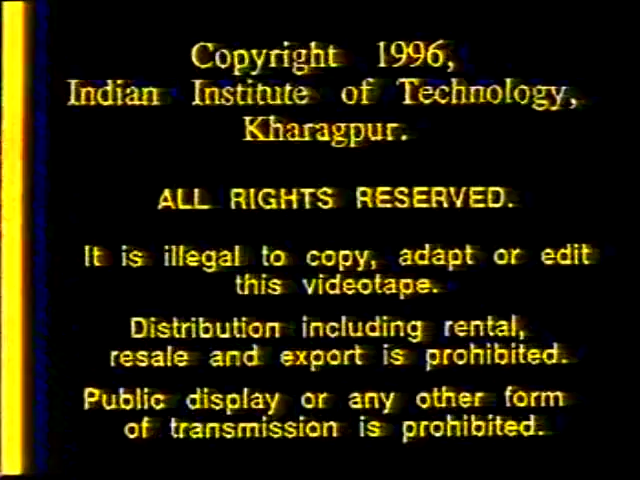 Copyright 1996,
Indian Institute of Technology,
Kharagpur.
ALL RIGHTS RESERVED.
It is illegal to copy, adapt or edit
this videotape.
Distribution including rental,
resale and export is prohibited.
Public display or any other form
of transmission is prohibited.